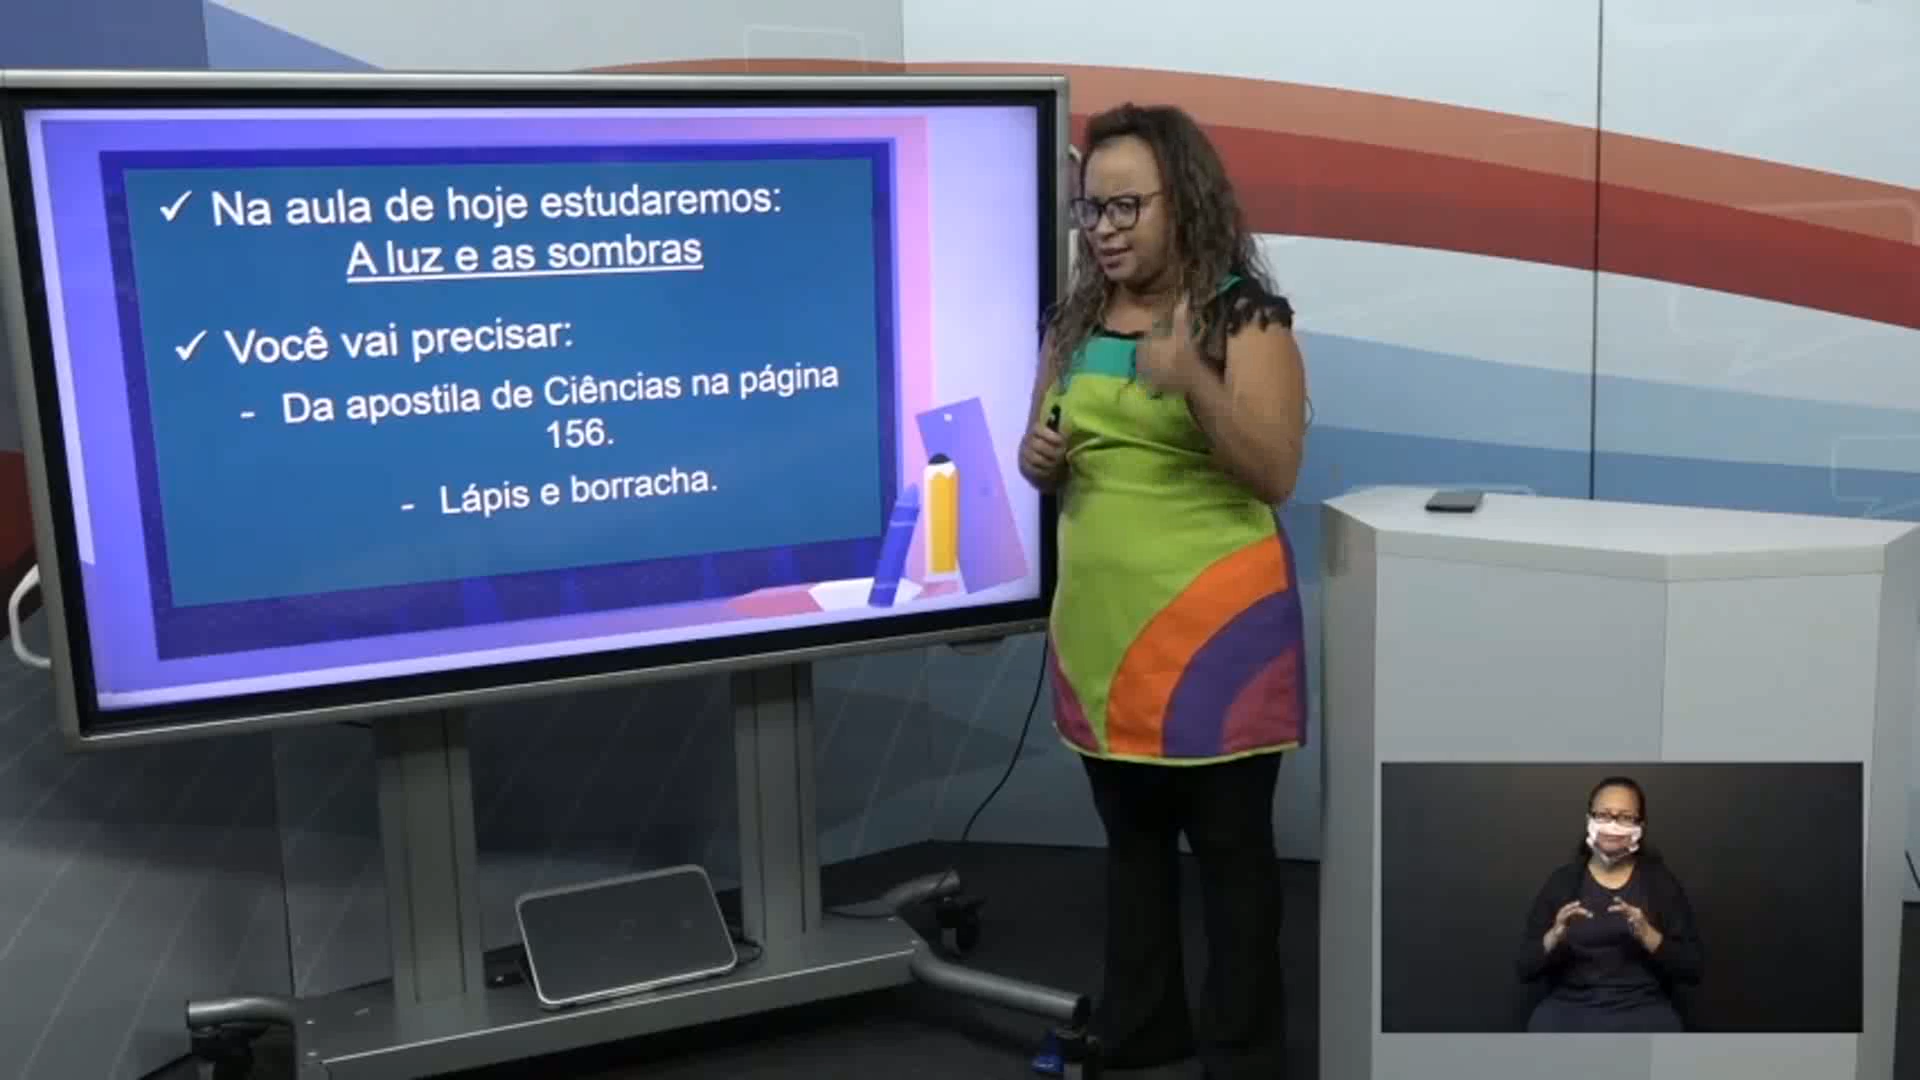 ✓ Na aula de hoje estudaremos:
A luz e as sombras
✓ Você vai precisar:
- Da apostila de Ciências na página
156.
- Lápis e borracha.